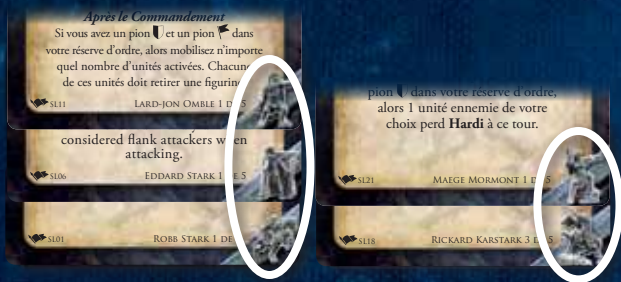 Après le Commandement
Si vous avez un pion et un pion dans
votre réserve d'ordre, alors mobilisez n'importe
quel nombre d'unités activées. Chacune
de ces unités doit retirer une figurine
SL11 LARD-JON OMBLE 1 DE 5
considered flank attackers when
attacking.
SL06 EDDARD STARK 1 DE 5
SL01 ROBB STARK 1 DE
pion dans votre réserve d'ordre,
alors 1 unité ennemie de votre
choix perd Hardi à ce tour.
SL21 MAEGE MORMONT 1 DE 5
SL18 RICKARD KARSTARK 3 DE 5